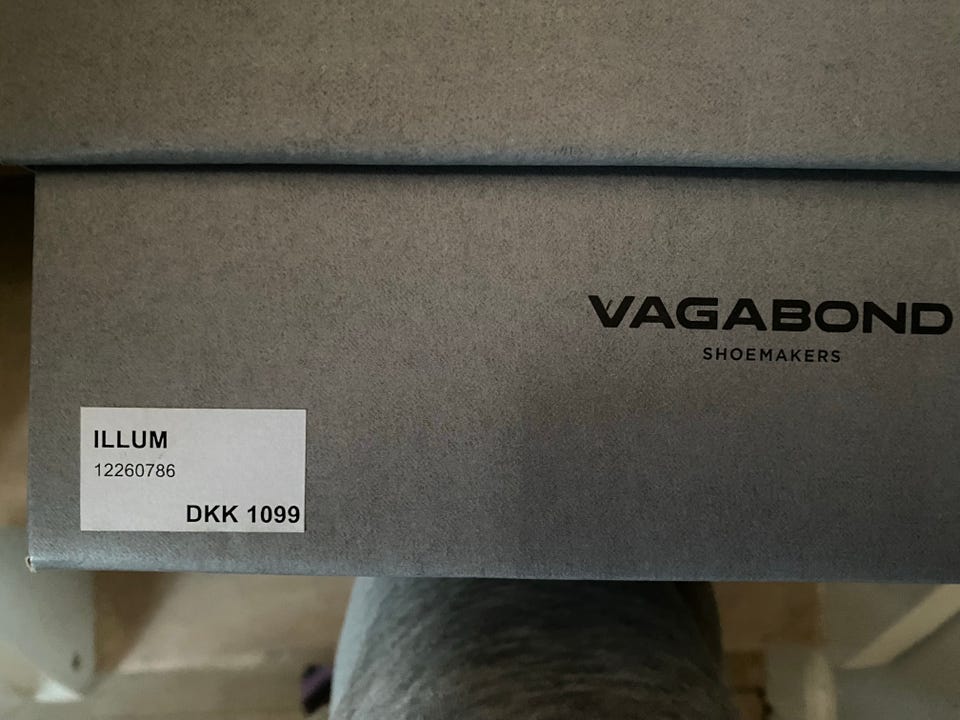 VAGABOND
SHOEMAKERS
ILLUM
12260786
DKK 1099